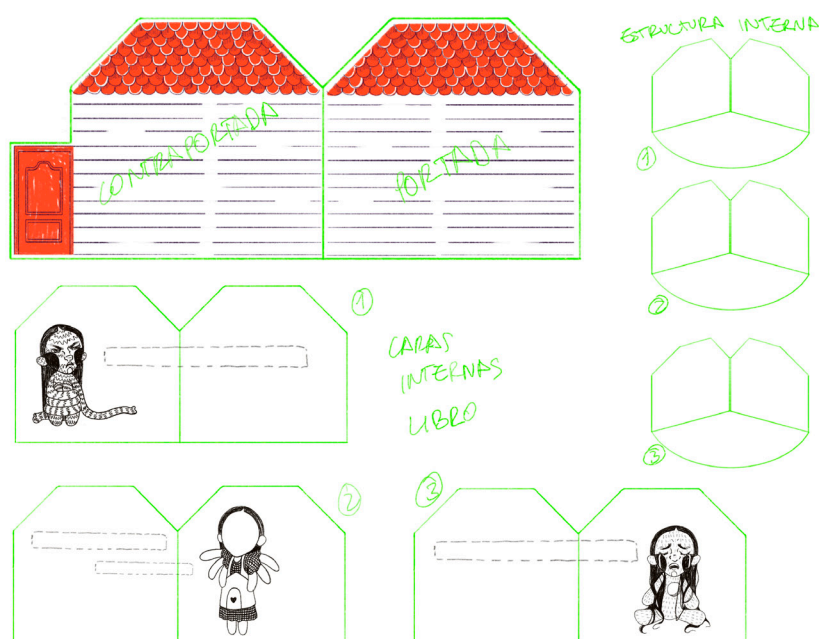 ESTRUCTURA INTERNA
CONTRAPORTADA
PORTADA
1
2
3
1
CARAS
INTERNAS
LIBRO
2
3